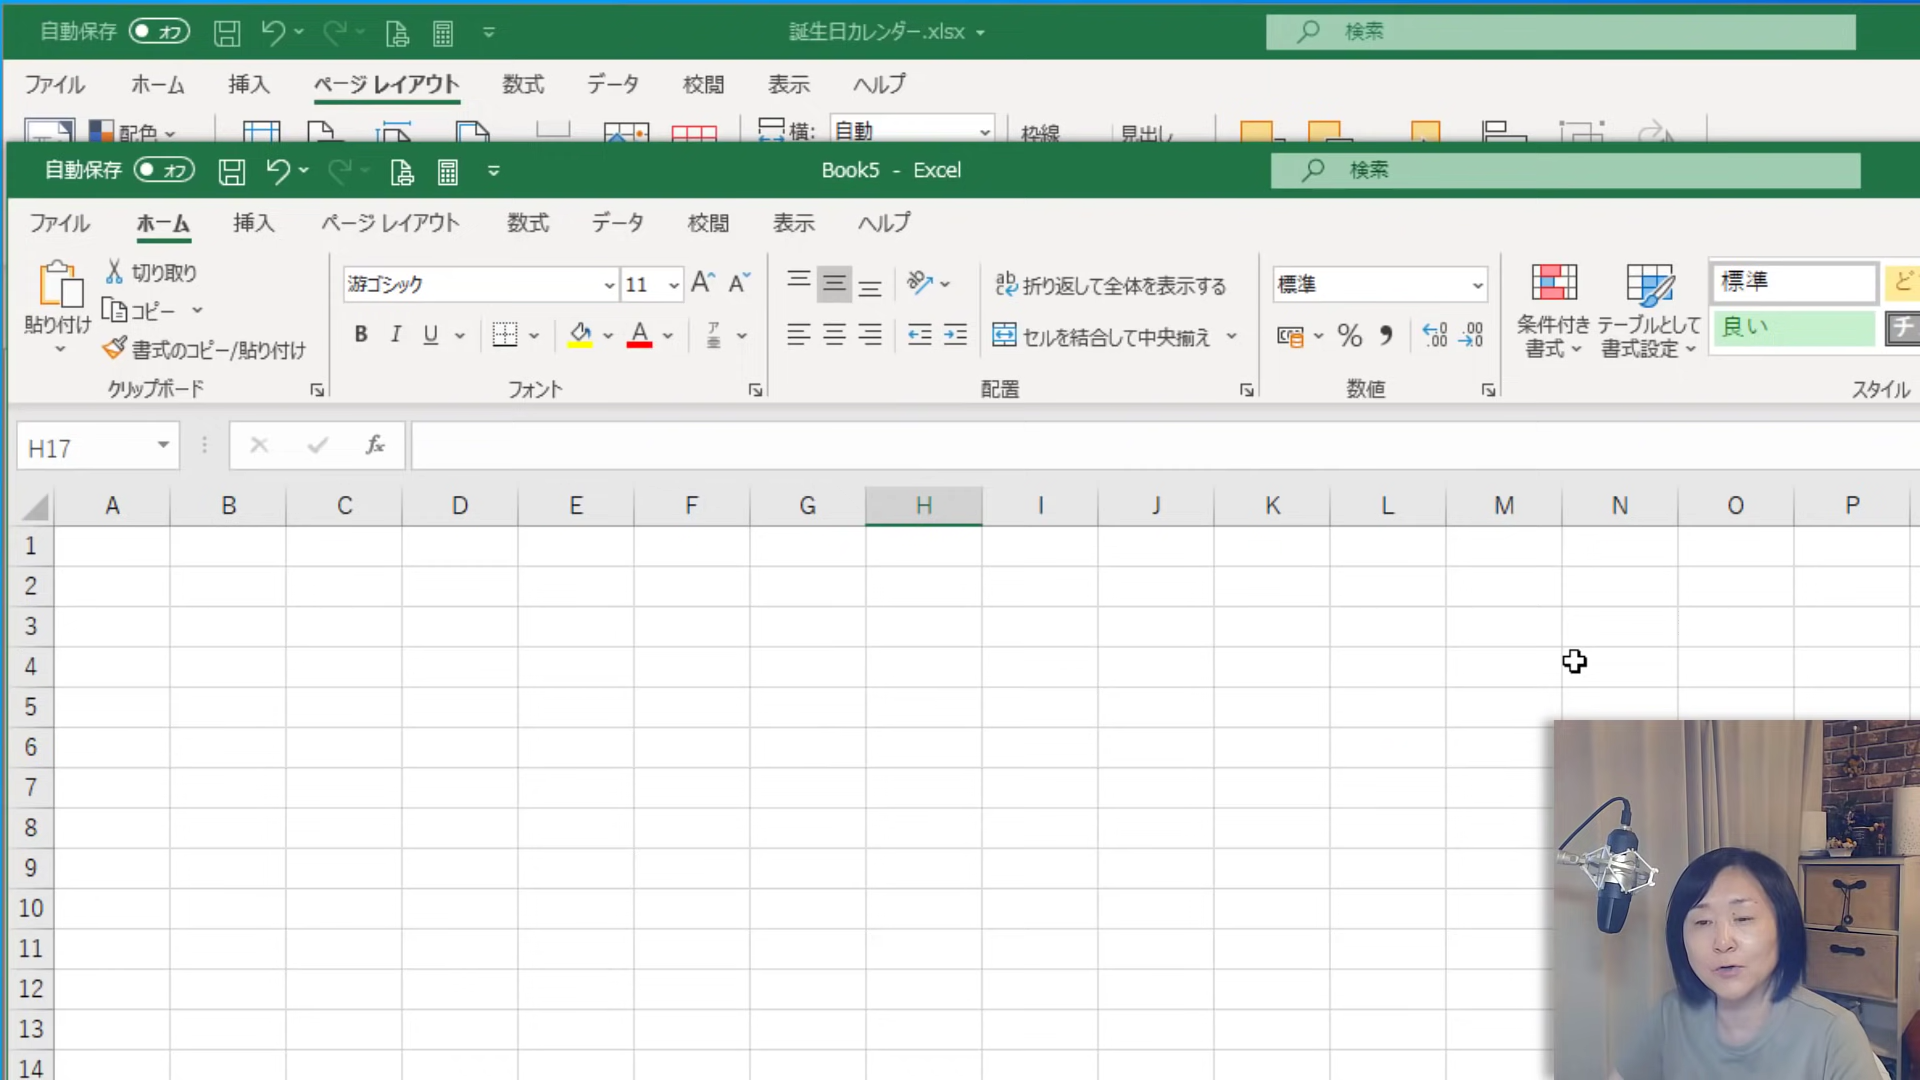 自動保存 オフ 誕生日カレンダー.xlsx 検索
ファイル ホーム 挿入 ページ レイアウト 数式 データ 校閲 表示 ヘルプ
配色 横: 自動 枠線 見出し
自動保存 オフ Book5 - Excel 検索
ファイル ホーム 挿入 ページ レイアウト 数式 データ 校閲 表示 ヘルプ
貼り付け 切り取り コピー 書式のコピー/貼り付け
クリップボード
游ゴシック 11
B I U A ア亜
フォント
ab 折り返して全体を表示する
セルを結合して中央揃え
配置
標準
% .00 .00
数値
条件付き書式 テーブルとして書式設定
標準 ど
良い チ
スタイル
H17 fx
A B C D E F G H I J K L M N O P
1
2
3
4
5
6
7
8
9
10
11
12
13
14